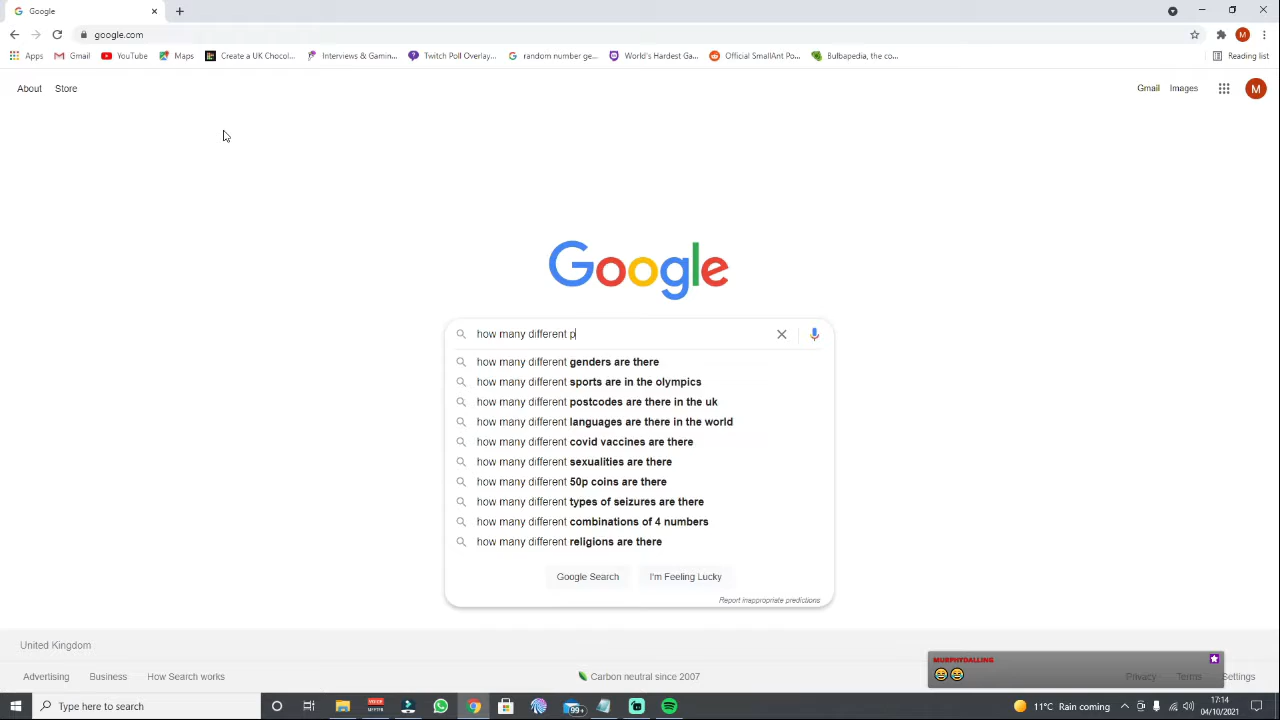 Google
google.com
Apps
Gmail
YouTube
Maps
Create a UK Chocol...
Interviews & Gamin...
Twitch Poll Overlay...
random number ge...
World's Hardest Ga...
Official SmallAnt Po...
Bulbapedia, the co...
Reading list
About
Store
Gmail
Images
M
Google
how many different p
how many different genders are there
how many different sports are in the olympics
how many different postcodes are there in the uk
how many different languages are there in the world
how many different covid vaccines are there
how many different sexualities are there
how many different 50p coins are there
how many different types of seizures are there
how many different combinations of 4 numbers
how many different religions are there
Google Search
I'm Feeling Lucky
Report inappropriate predictions
United Kingdom
MURPHYDALLING
Advertising
Business
How Search works
Carbon neutral since 2007
Privacy
Terms
Settings
Type here to search
99+
11°C Rain coming
17:14
04/10/2021